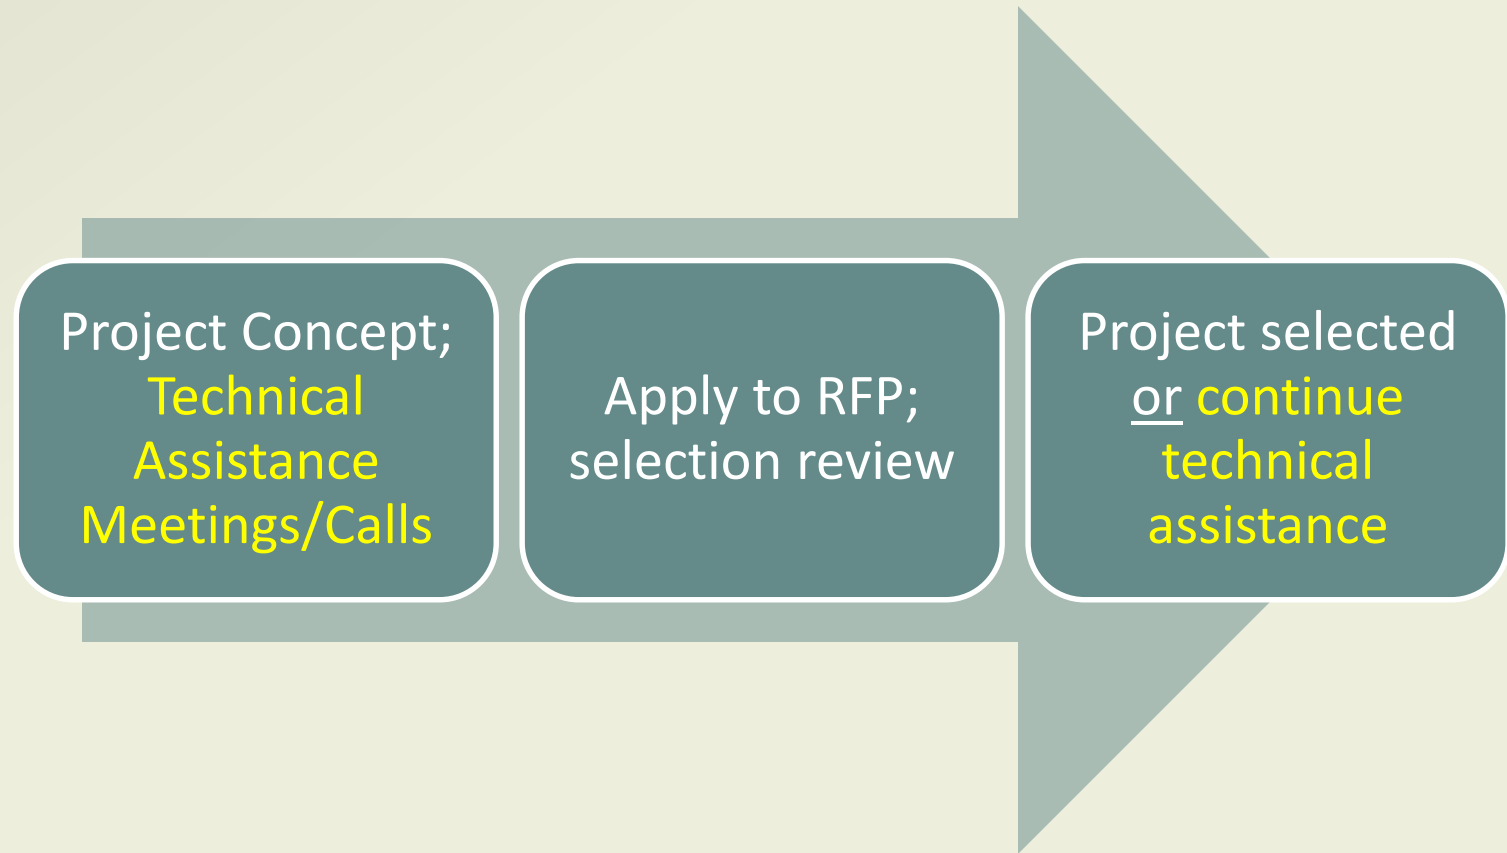 Project Concept;
Technical
Assistance
Meetings/Calls
Apply to RFP;
selection review
Project selected
or continue
technical
assistance